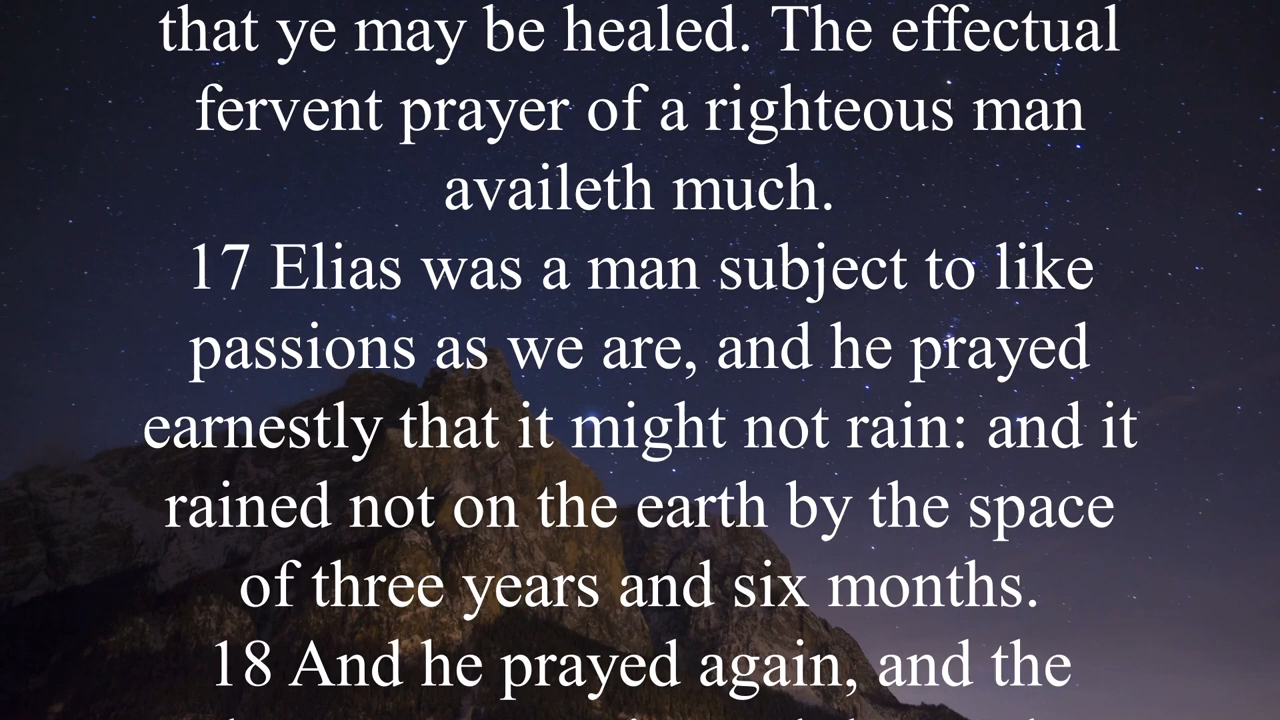 that ye may be healed. The effectual
fervent prayer of a righteous man
availeth much.
17 Elias was a man subject to like
passions as we are, and he prayed
earnestly that it might not rain: and it
rained not on the earth by the space
of three years and six months.
18 And he prayed again, and the